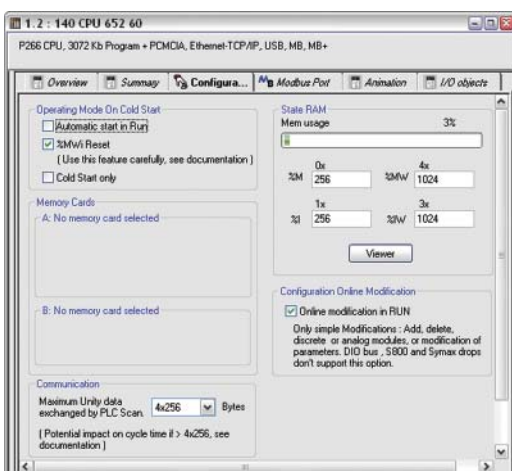 1.2 : 140 CPU 652 60
P266 CPU, 3072 Kb Program + PCMCIA, Ethernet-TCP/IP, USB, MB, MB+
Overview Summary Configura... MB Modbus Port Animation I/O objects
Operating Mode On Cold Start
Automatic start in Run
%MWi Reset
( Use this feature carefully, see documentation )
Cold Start only
Memory Cards
A: No memory card selected
B: No memory card selected
Communication
Maximum Unity data
exchanged by PLC Scan. 4x256 Bytes
( Potential impact on cycle time if > 4x256, see
documentation )
State RAM
Mem usage 3%
0x 4x
%M 256 %MW 1024
1x 3x
%I 256 %IW 1024
Viewer
Configuration Online Modification
Online modification in RUN
Only simple Modifications : Add, delete,
discrete or analog modules, or modification of
parameters. DIO bus , S800 and Symax drops
don't support this option.